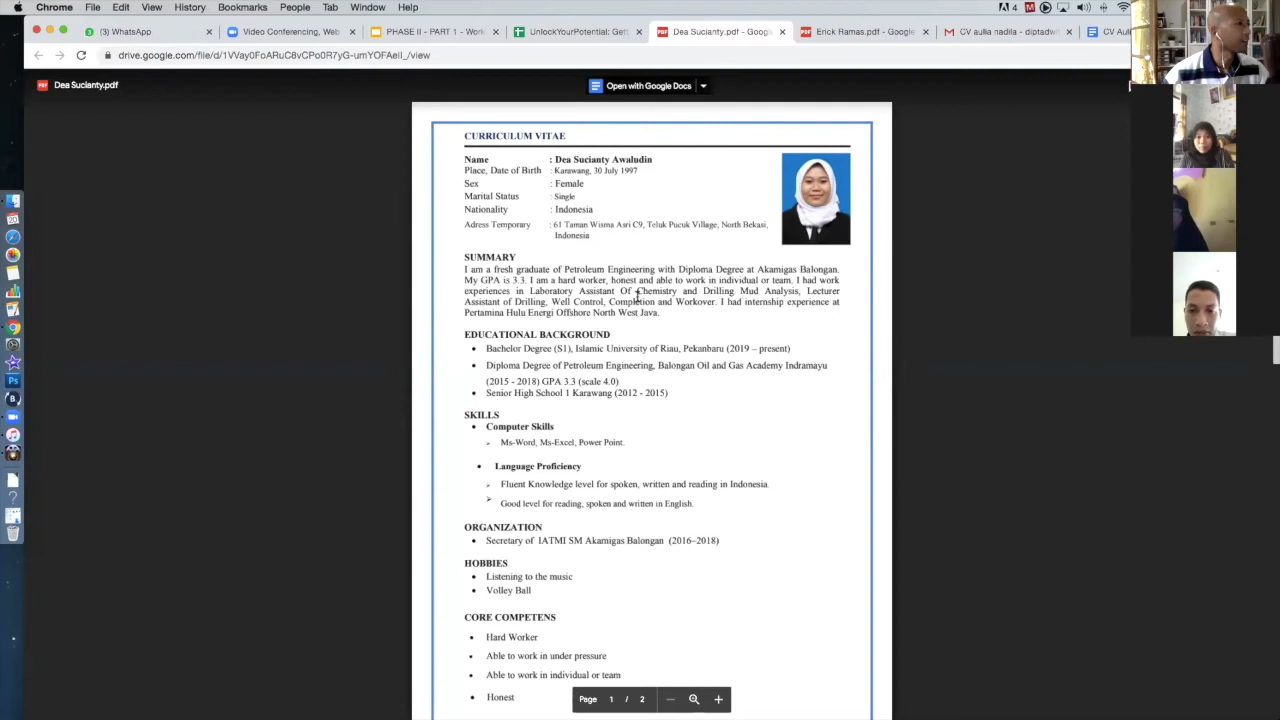 Chrome File Edit View History Bookmarks People Tab Window Help
4
(3) WhatsApp
Video Conferencing, Web
PHASE II - PART 1 - Work
UnlockYourPotential: Gett
Dea Sucianty.pdf - Googl
Erick Ramas.pdf - Google
CV aulia nadila - diptadwi
CV Auli
drive.google.com/file/d/1VVay0FoARuC8vCPo0R7yG-umYOFAeil_/view
PDF Dea Sucianty.pdf
Open with Google Docs
CURRICULUM VITAE
Name : Dea Sucianty Awaludin
Place, Date of Birth : Karawang, 30 July 1997
Sex : Female
Marital Status : Single
Nationality : Indonesia
Adress Temporary : 61 Taman Wisma Asri C9, Teluk Pucuk Village, North Bekasi,
Indonesia
SUMMARY
I am a fresh graduate of Petroleum Engineering with Diploma Degree at Akamigas Balongan.
My GPA is 3.3. I am a hard worker, honest and able to work in individual or team. I had work
experiences in Laboratory Assistant Of Chemistry and Drilling Mud Analysis, Lecturer
Assistant of Drilling, Well Control, Completion and Workover. I had internship experience at
Pertamina Hulu Energi Offshore North West Java.
EDUCATIONAL BACKGROUND
• Bachelor Degree (S1), Islamic University of Riau, Pekanbaru (2019 – present)
• Diploma Degree of Petroleum Engineering, Balongan Oil and Gas Academy Indramayu
(2015 - 2018) GPA 3.3 (scale 4.0)
• Senior High School 1 Karawang (2012 - 2015)
SKILLS
• Computer Skills
➢ Ms-Word, Ms-Excel, Power Point.
• Language Proficiency
➢ Fluent Knowledge level for spoken, written and reading in Indonesia.
➢ Good level for reading, spoken and written in English.
ORGANIZATION
• Secretary of IATMI SM Akamigas Balongan (2016–2018)
HOBBIES
• Listening to the music
• Volley Ball
CORE COMPETENS
• Hard Worker
• Able to work in under pressure
• Able to work in individual or team
• Honest
Page 1 / 2